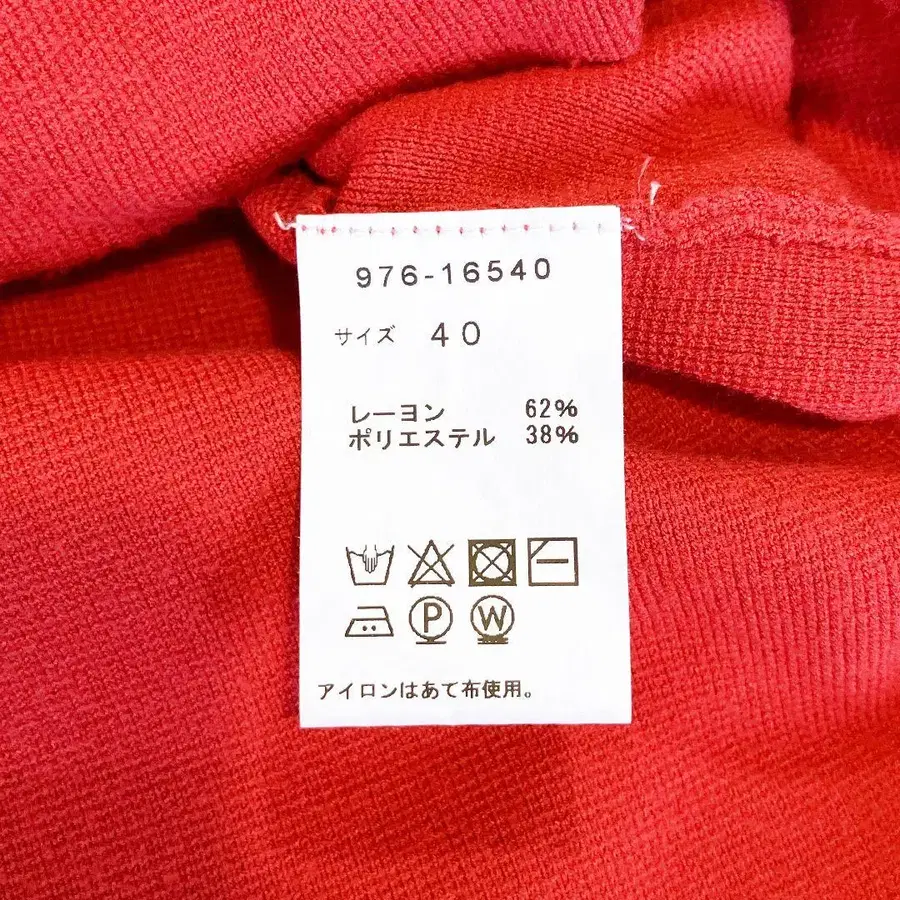 976-16540
サイズ 40
レーヨン 62%
ポリエステル 38%
P W
アイロンはあて布使用。